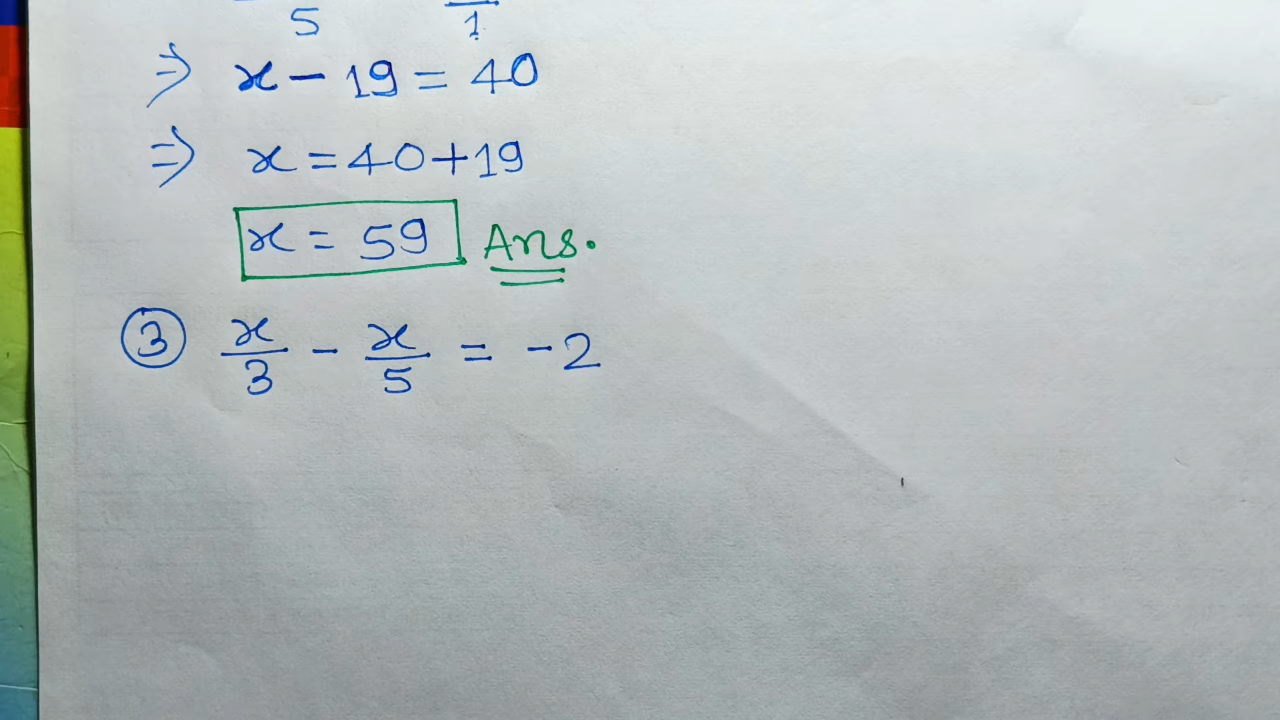 5 1
⇒ x - 19 = 40
⇒ x = 40 + 19
x = 59 Ans.
③ x/3 - x/5 = -2